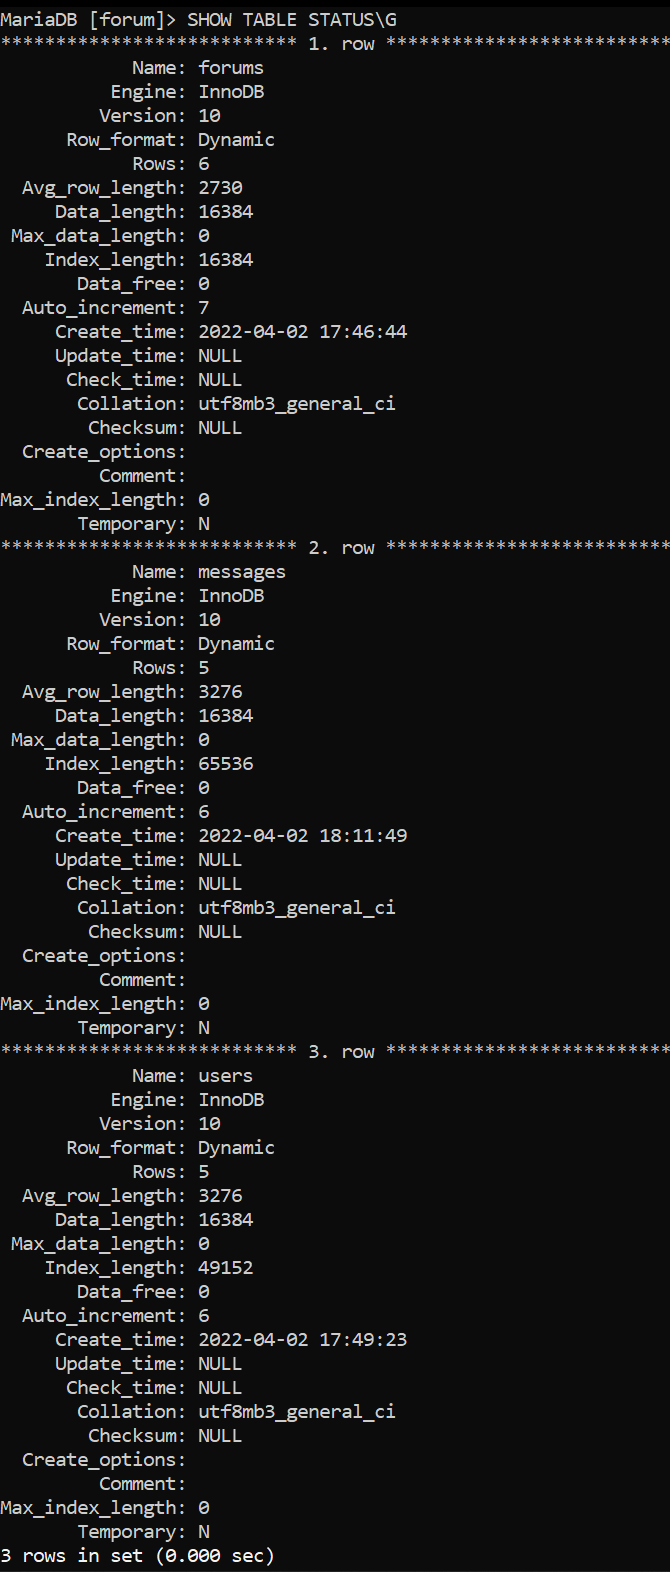 MariaDB [forum]> SHOW TABLE STATUS\G
*************************** 1. row **************************
Name: forums
Engine: InnoDB
Version: 10
Row_format: Dynamic
Rows: 6
Avg_row_length: 2730
Data_length: 16384
Max_data_length: 0
Index_length: 16384
Data_free: 0
Auto_increment: 7
Create_time: 2022-04-02 17:46:44
Update_time: NULL
Check_time: NULL
Collation: utf8mb3_general_ci
Checksum: NULL
Create_options:
Comment:
Max_index_length: 0
Temporary: N
*************************** 2. row **************************
Name: messages
Engine: InnoDB
Version: 10
Row_format: Dynamic
Rows: 5
Avg_row_length: 3276
Data_length: 16384
Max_data_length: 0
Index_length: 65536
Data_free: 0
Auto_increment: 6
Create_time: 2022-04-02 18:11:49
Update_time: NULL
Check_time: NULL
Collation: utf8mb3_general_ci
Checksum: NULL
Create_options:
Comment:
Max_index_length: 0
Temporary: N
*************************** 3. row **************************
Name: users
Engine: InnoDB
Version: 10
Row_format: Dynamic
Rows: 5
Avg_row_length: 3276
Data_length: 16384
Max_data_length: 0
Index_length: 49152
Data_free: 0
Auto_increment: 6
Create_time: 2022-04-02 17:49:23
Update_time: NULL
Check_time: NULL
Collation: utf8mb3_general_ci
Checksum: NULL
Create_options:
Comment:
Max_index_length: 0
Temporary: N
3 rows in set (0.000 sec)